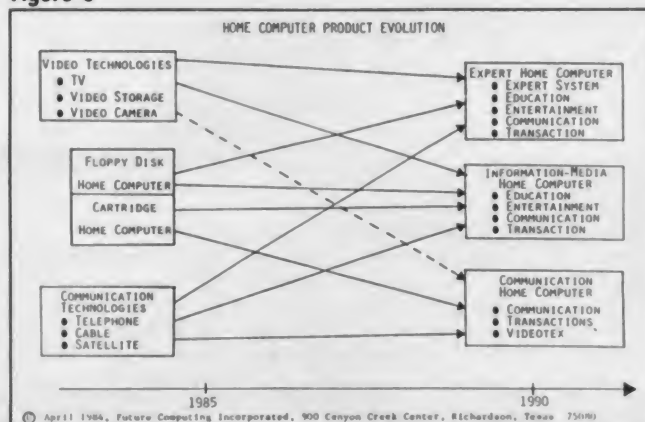 Figure 6
HOME COMPUTER PRODUCT EVOLUTION
VIDEO TECHNOLOGIES
● TV
● VIDEO STORAGE
● VIDEO CAMERA
FLOPPY DISK
HOME COMPUTER
CARTRIDGE
HOME COMPUTER
COMMUNICATION
TECHNOLOGIES
● TELEPHONE
● CABLE
● SATELLITE
EXPERT HOME COMPUTER
● EXPERT SYSTEM
● EDUCATION
● ENTERTAINMENT
● COMMUNICATION
● TRANSACTION
INFORMATION-MEDIA
HOME COMPUTER
● EDUCATION
● ENTERTAINMENT
● COMMUNICATION
● TRANSACTION
COMMUNICATION
HOME COMPUTER
● COMMUNICATION
● TRANSACTIONS
● VIDEOTEX
1985
1990
© April 1984, Future Computing Incorporated, 900 Canyon Creek Center, Richardson, Texas 75080